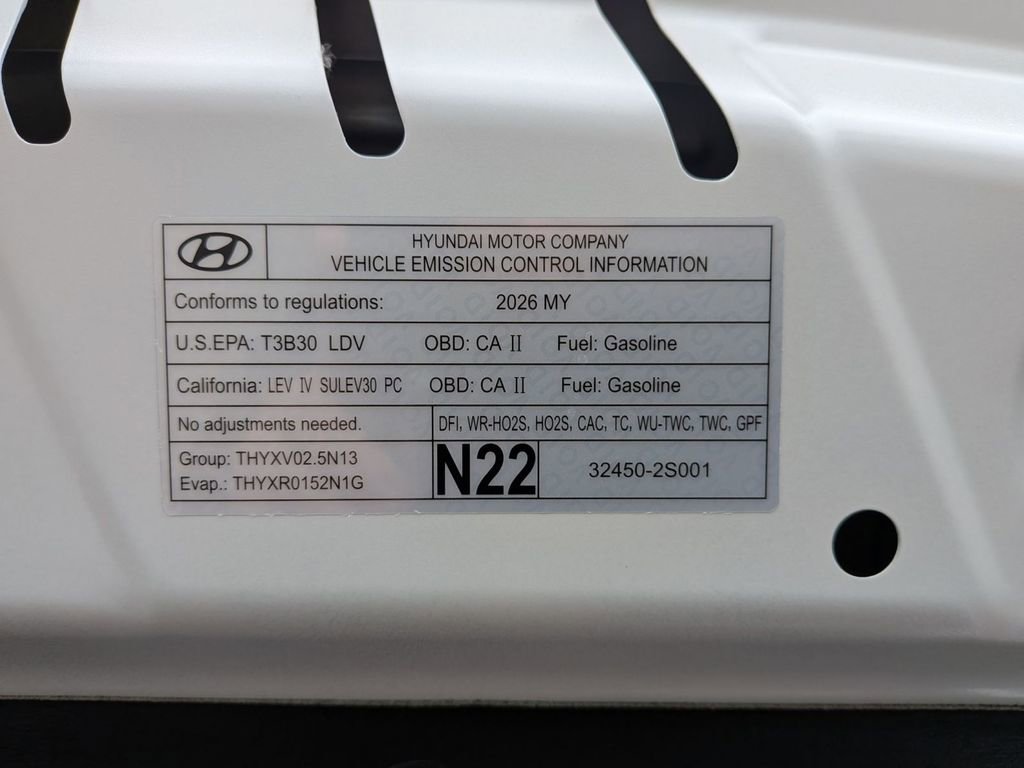 HYUNDAI MOTOR COMPANY
VEHICLE EMISSION CONTROL INFORMATION
Conforms to regulations: 2026 MY
U.S.EPA: T3B30 LDV OBD: CA II Fuel: Gasoline
California: LEV IV SULEV30 PC OBD: CA II Fuel: Gasoline
No adjustments needed. DFI, WR-HO2S, HO2S, CAC, TC, WU-TWC, TWC, GPF
Group: THYXV02.5N13
Evap.: THYXR0152N1G
N22 32450-2S001